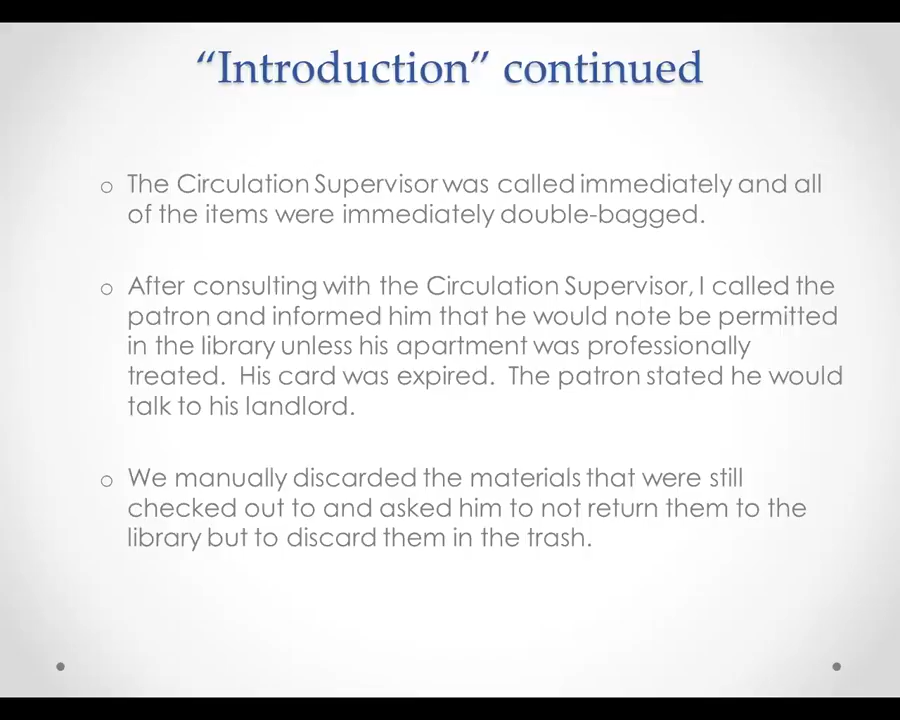 “Introduction” continued
o The Circulation Supervisor was called immediately and all
of the items were immediately double-bagged.
o After consulting with the Circulation Supervisor, I called the
patron and informed him that he would note be permitted
in the library unless his apartment was professionally
treated. His card was expired. The patron stated he would
talk to his landlord.
o We manually discarded the materials that were still
checked out to and asked him to not return them to the
library but to discard them in the trash.